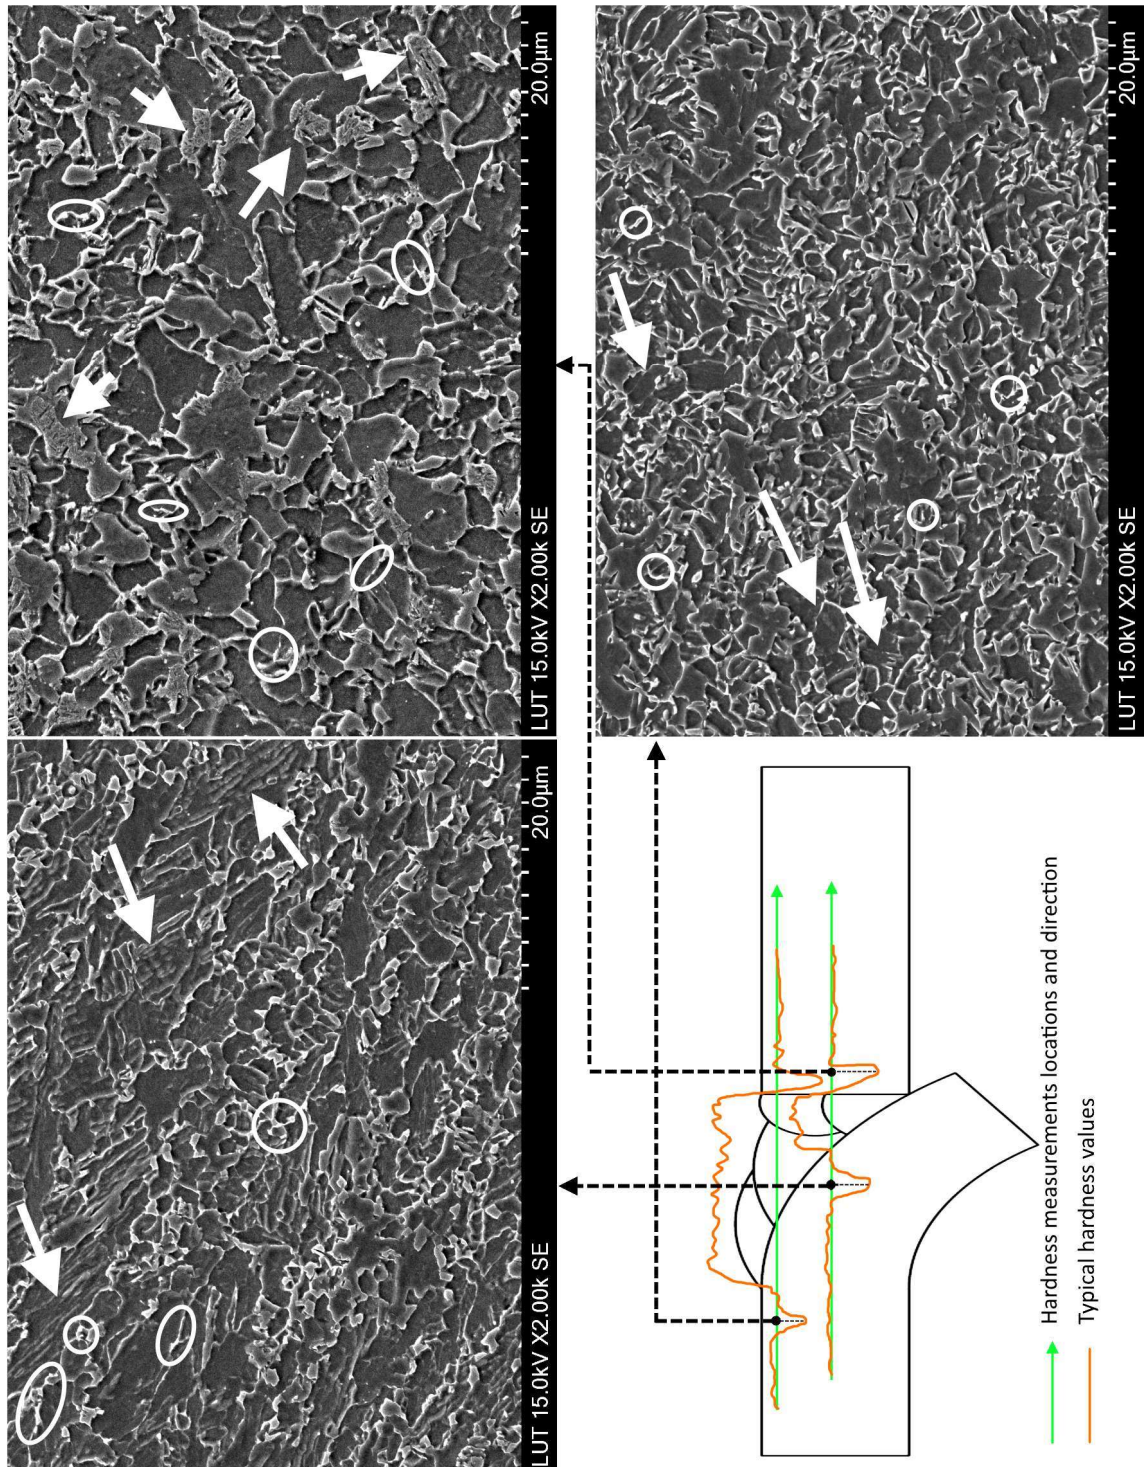 20.0μm
LUT 15.0kV X2.00k SE
20.0μm
LUT 15.0kV X2.00k SE
20.0μm
LUT 15.0kV X2.00k SE
Hardness measurements locations and direction
Typical hardness values